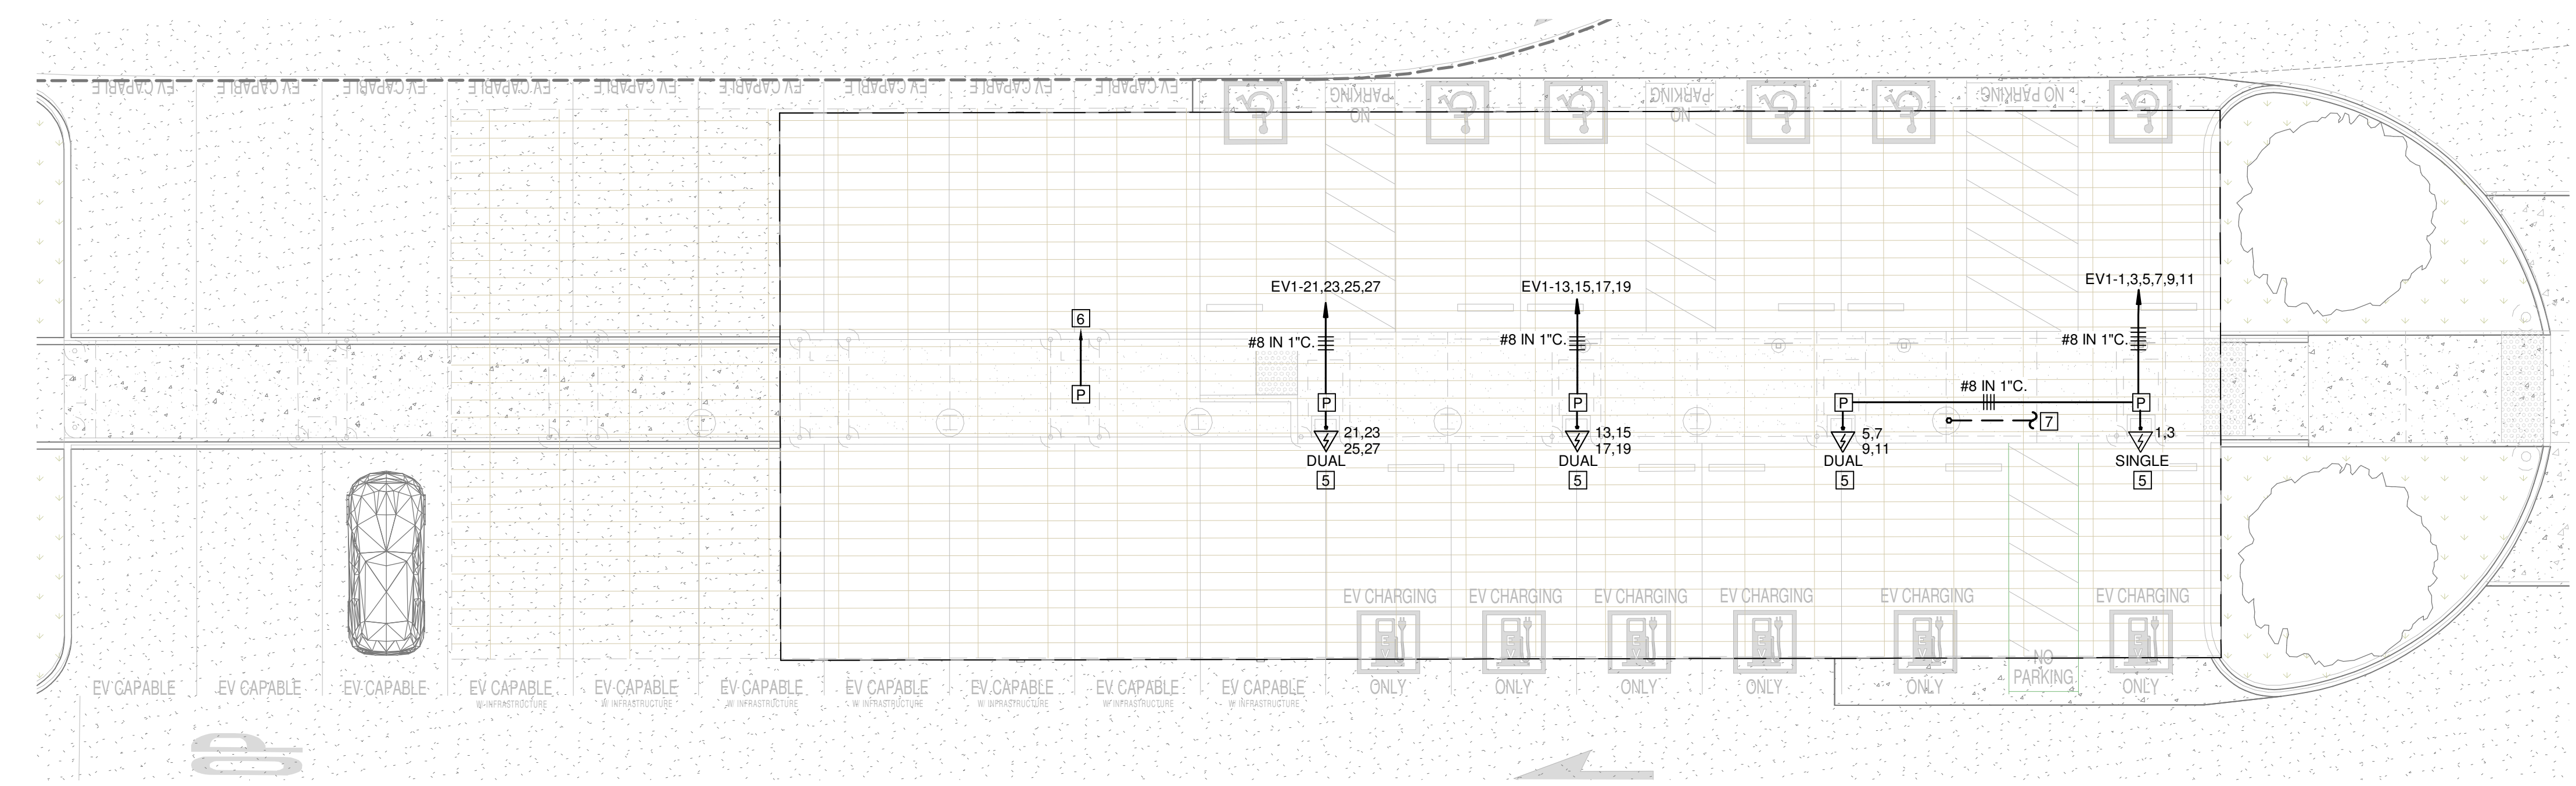 EV CAPABLE
EV CAPABLE
EV CAPABLE
EV CAPABLE
EV CAPABLE
EV CAPABLE
EV CAPABLE
EV CAPABLE
EV CAPABLE
NO
PARKING
NO
PARKING
NO PARKING
EV1-21,23,25,27
EV1-13,15,17,19
EV1-1,3,5,7,9,11
6
#8 IN 1"C.
#8 IN 1"C.
#8 IN 1"C.
P
#8 IN 1"C.
P
P
P
P
7
21,23
25,27
13,15
17,19
5,7
9,11
1,3
DUAL
DUAL
DUAL
SINGLE
5
5
5
5
EV CHARGING
EV CHARGING
EV CHARGING
EV CHARGING
EV CHARGING
EV CHARGING
EV
EV
EV
EV
EV
EV
ONLY
ONLY
ONLY
ONLY
ONLY
ONLY
NO
PARKING
EV CAPABLE
EV CAPABLE
EV CAPABLE
EV CAPABLE
W/ INFRASTRUCTURE
EV CAPABLE
W/ INFRASTRUCTURE
EV CAPABLE
W/ INFRASTRUCTURE
EV CAPABLE
W/ INFRASTRUCTURE
EV CAPABLE
W/ INFRASTRUCTURE
EV CAPABLE
W/ INFRASTRUCTURE
EV CAPABLE
W/ INFRASTRUCTURE